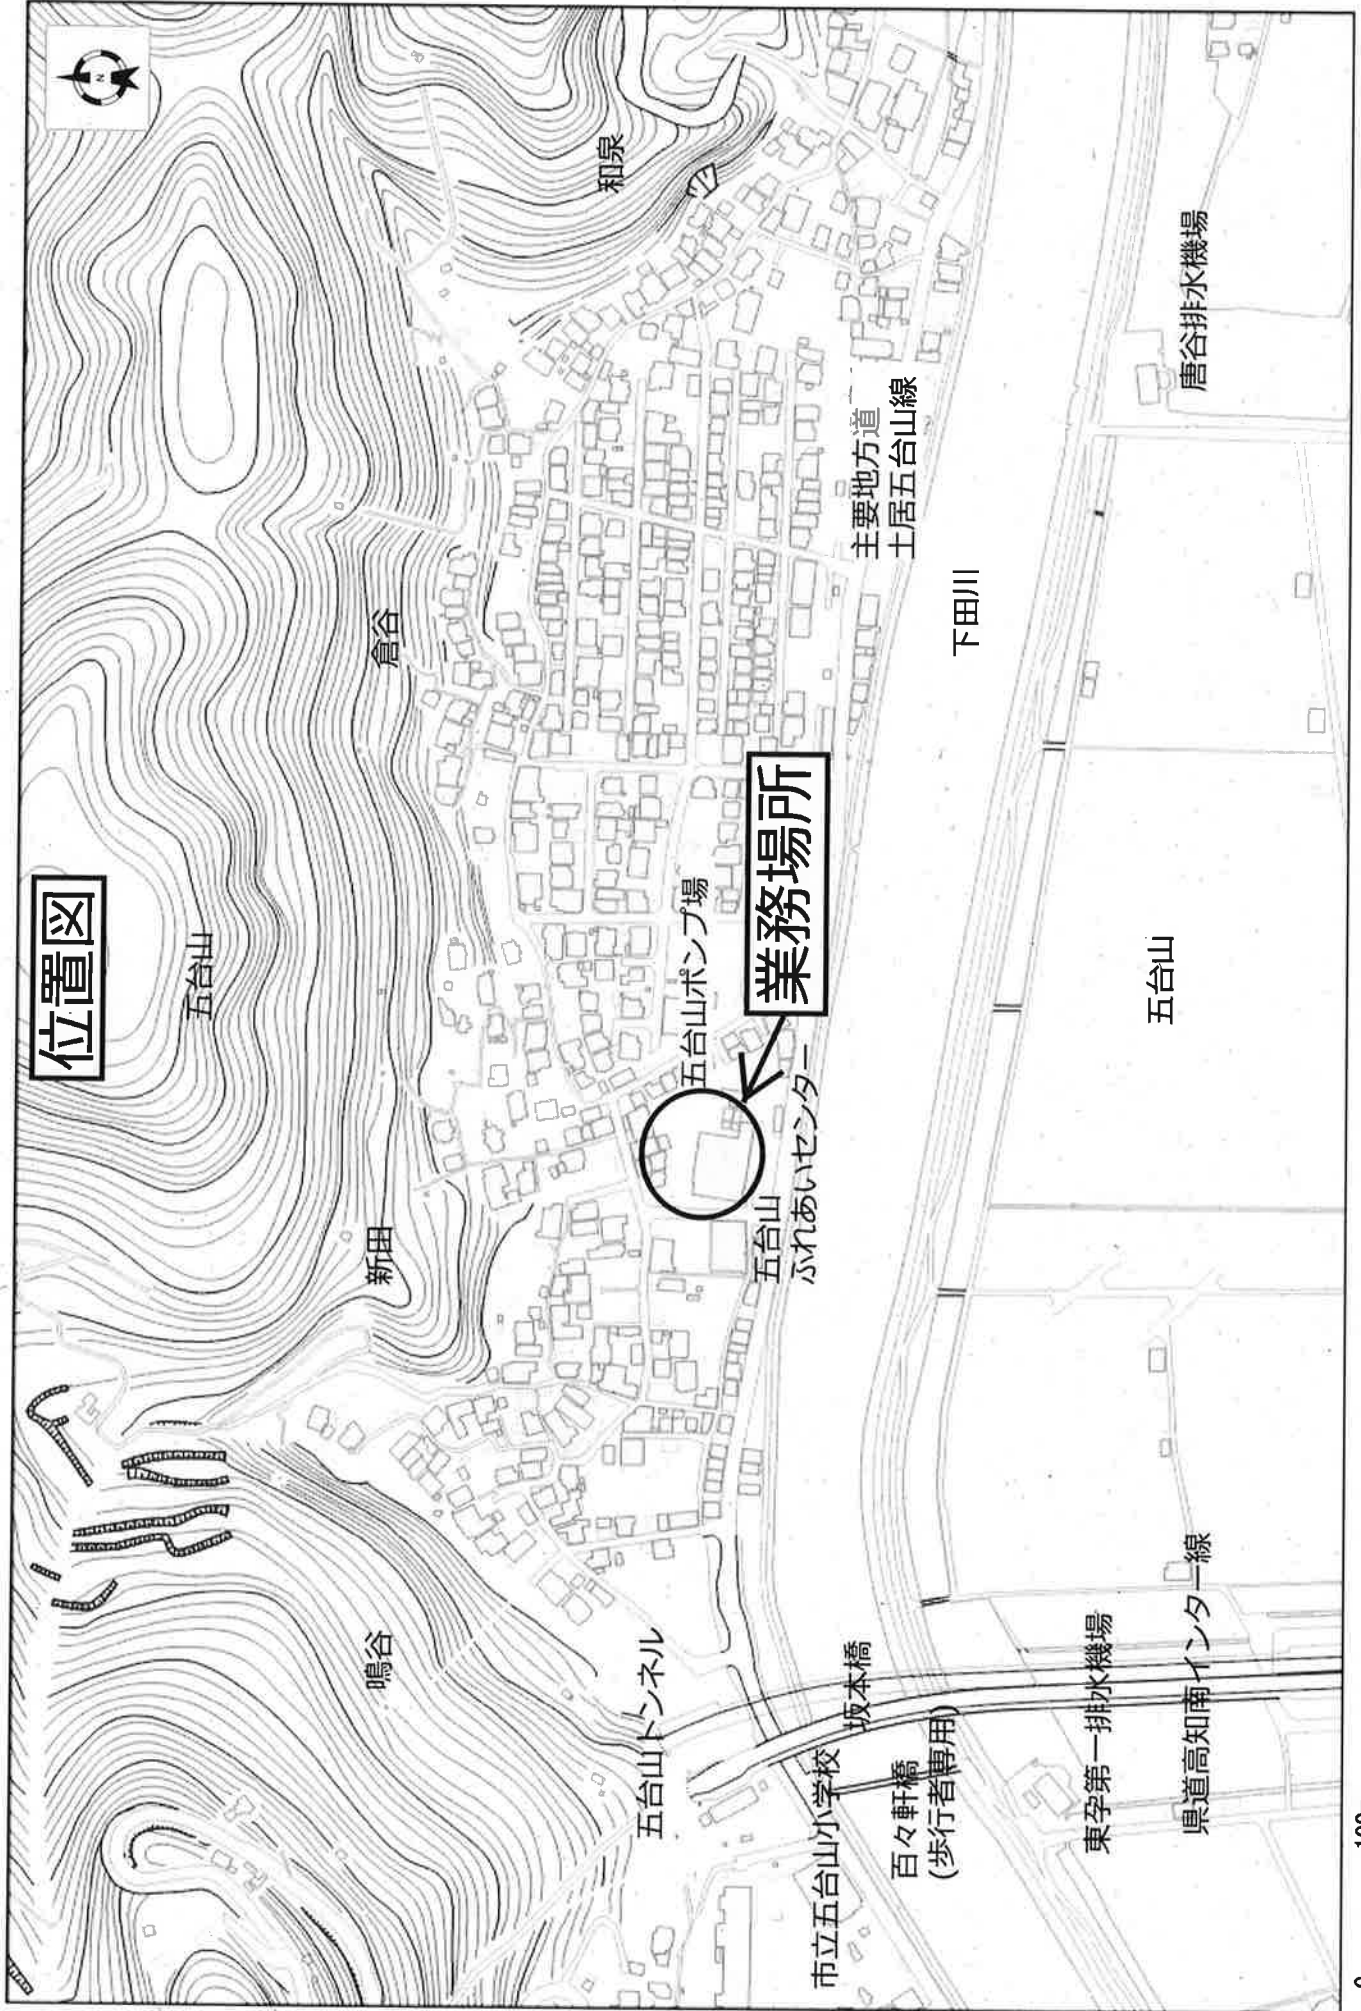 位置図
N
五台山
和泉
倉谷
新田
鳴谷
五台山ポンプ場
業務場所
五台山
ふれあいセンター
主要地方道
土居五台山線
下田川
唐谷排水機場
五台山
五台山トンネル
坂本橋
市立五台山小学校
百々軒橋
(歩行者専用)
東孕第一排水機場
県道高知南インター線
0
100